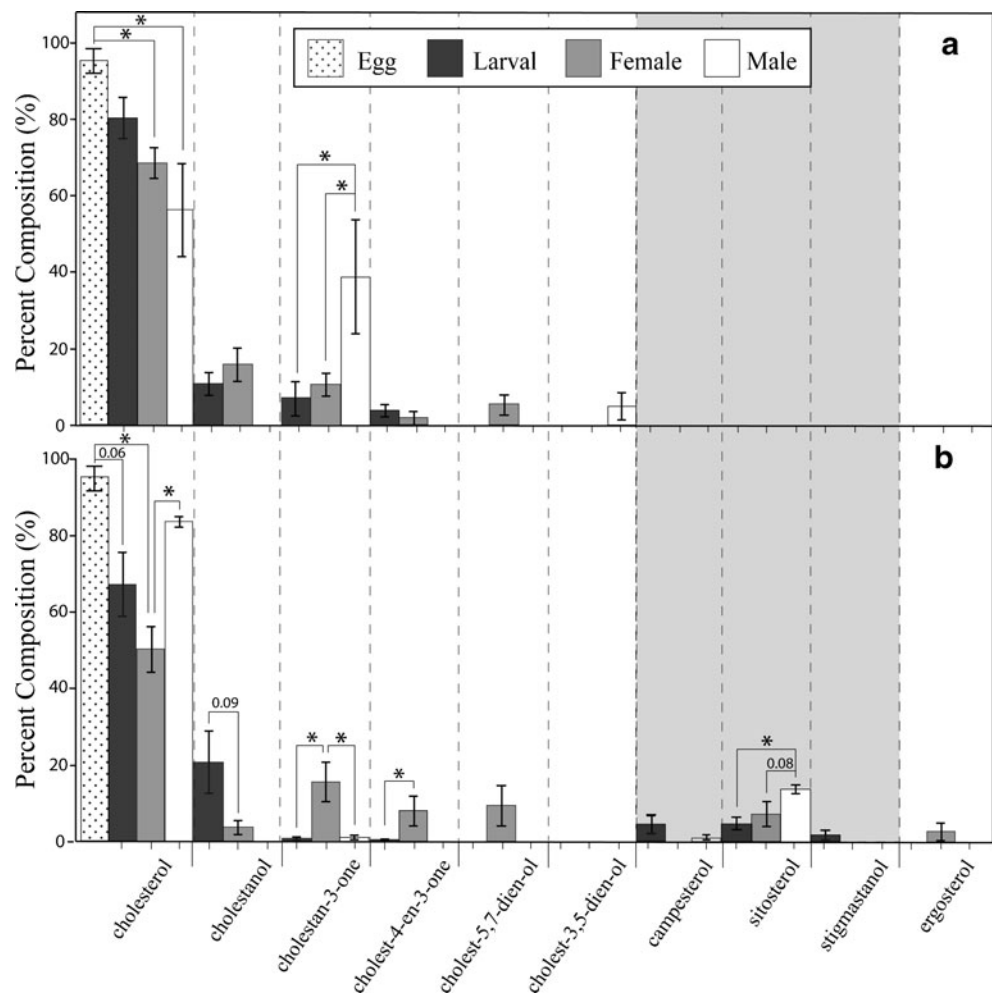 a
Egg Larval Female Male
Percent Composition (%)
100
80
60
40
20
0
*
*
*
*
b
Percent Composition (%)
100
80
60
40
20
0
*
0.06
*
0.09
* *
*
*
0.08
cholesterol
cholestanol
cholestan-3-one
cholest-4-en-3-one
cholest-5,7-dien-ol
cholest-3,5-dien-ol
campesterol
sitosterol
stigmastanol
ergosterol